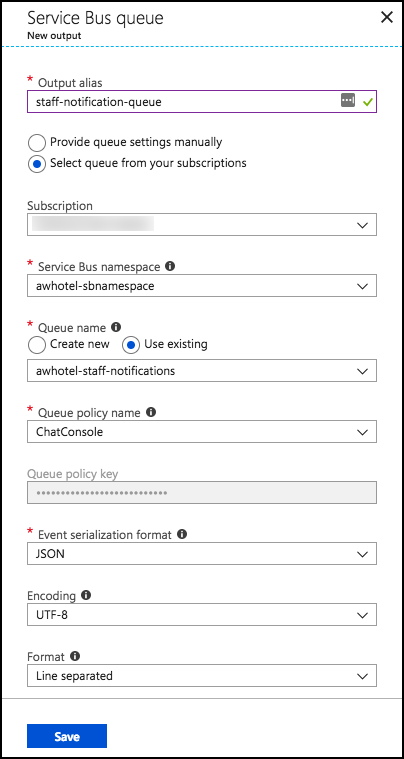 Service Bus queue
New output
* Output alias
staff-notification-queue
Provide queue settings manually
Select queue from your subscriptions
Subscription
* Service Bus namespace
awhotel-sbnamespace
* Queue name
Create new Use existing
awhotel-staff-notifications
* Queue policy name
ChatConsole
Queue policy key
•••••••••••••••••••••••••••
* Event serialization format
JSON
Encoding
UTF-8
Format
Line separated
Save